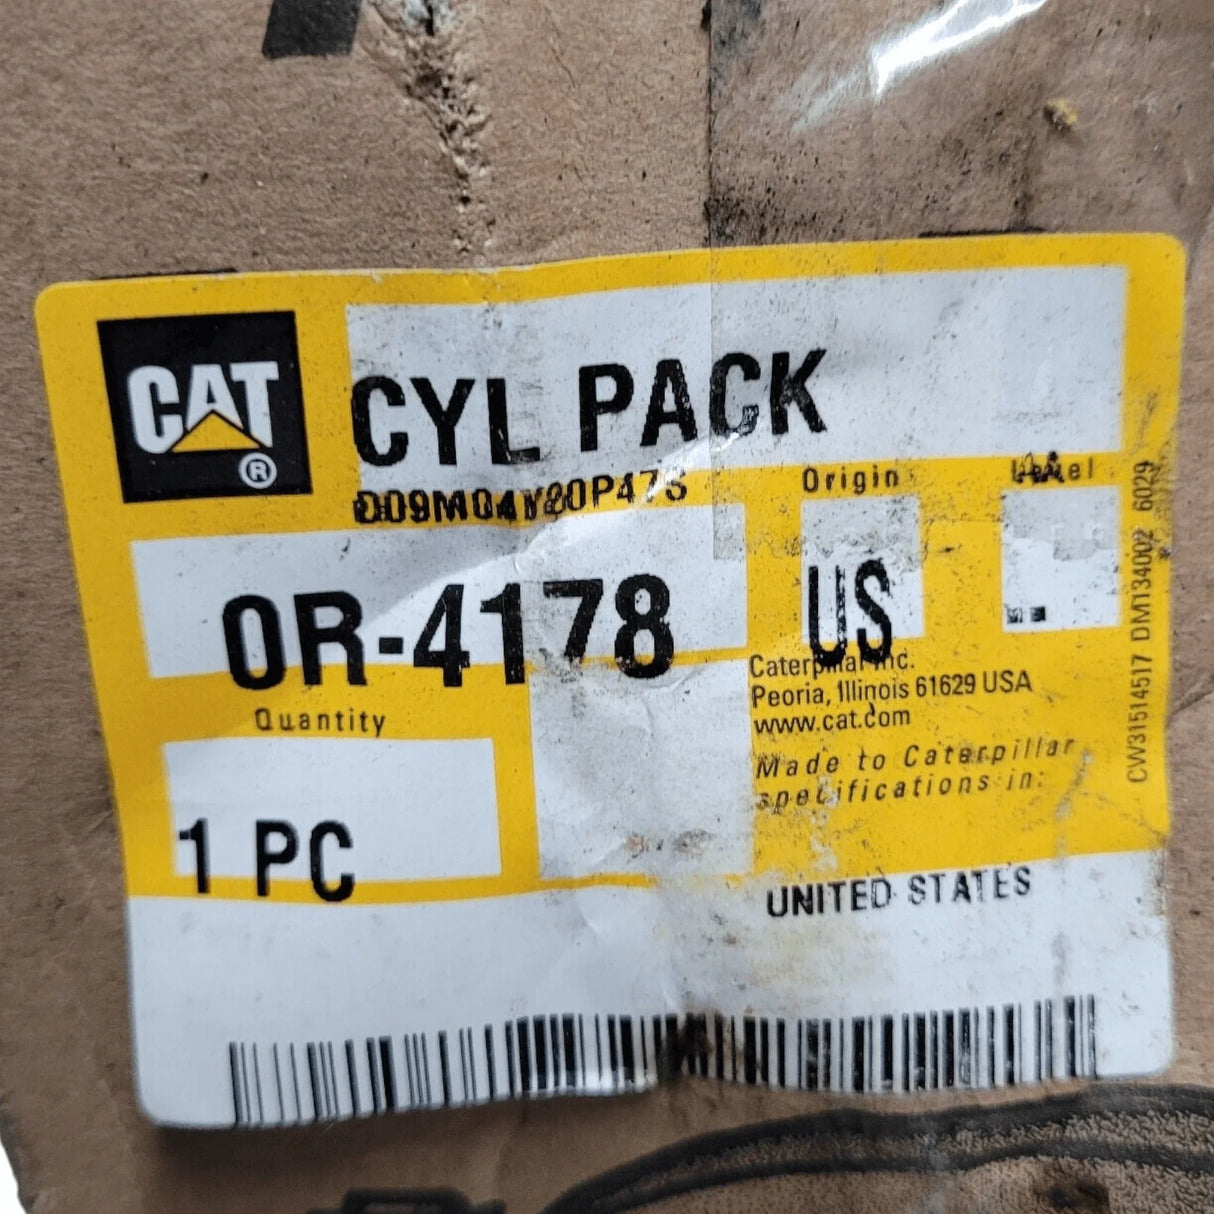 CAT ®
CYL PACK
Origin
0R-4178
US
Quantity
1 PC
Caterpillar Inc.
Peoria, Illinois 61629 USA
www.cat.com
Made to Caterpillar
specifications in:
UNITED STATES
CW31514517 DM134002 6029